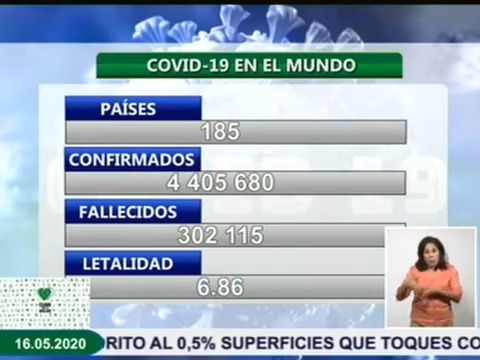 COVID-19 EN EL MUNDO
PAÍSES
185
CONFIRMADOS
4 405 680
FALLECIDOS
302 115
LETALIDAD
6.86
16.05.2020 RITO AL 0,5% SUPERFICIES QUE TOQUES CO